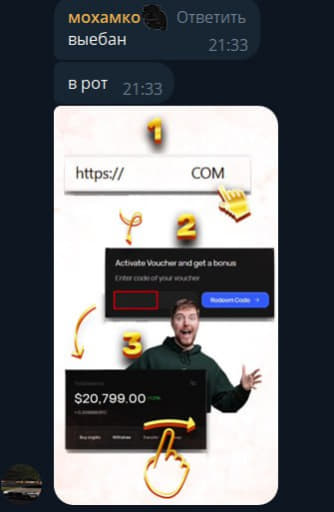 мохамко Ответить
выебан
21:33
в рот 21:33
1
https:// COM
2
Activate Voucher and get a bonus
Enter code of your voucher
Redeem Code →
3
$20,799.00
Buy crypto Withdraw Transfer